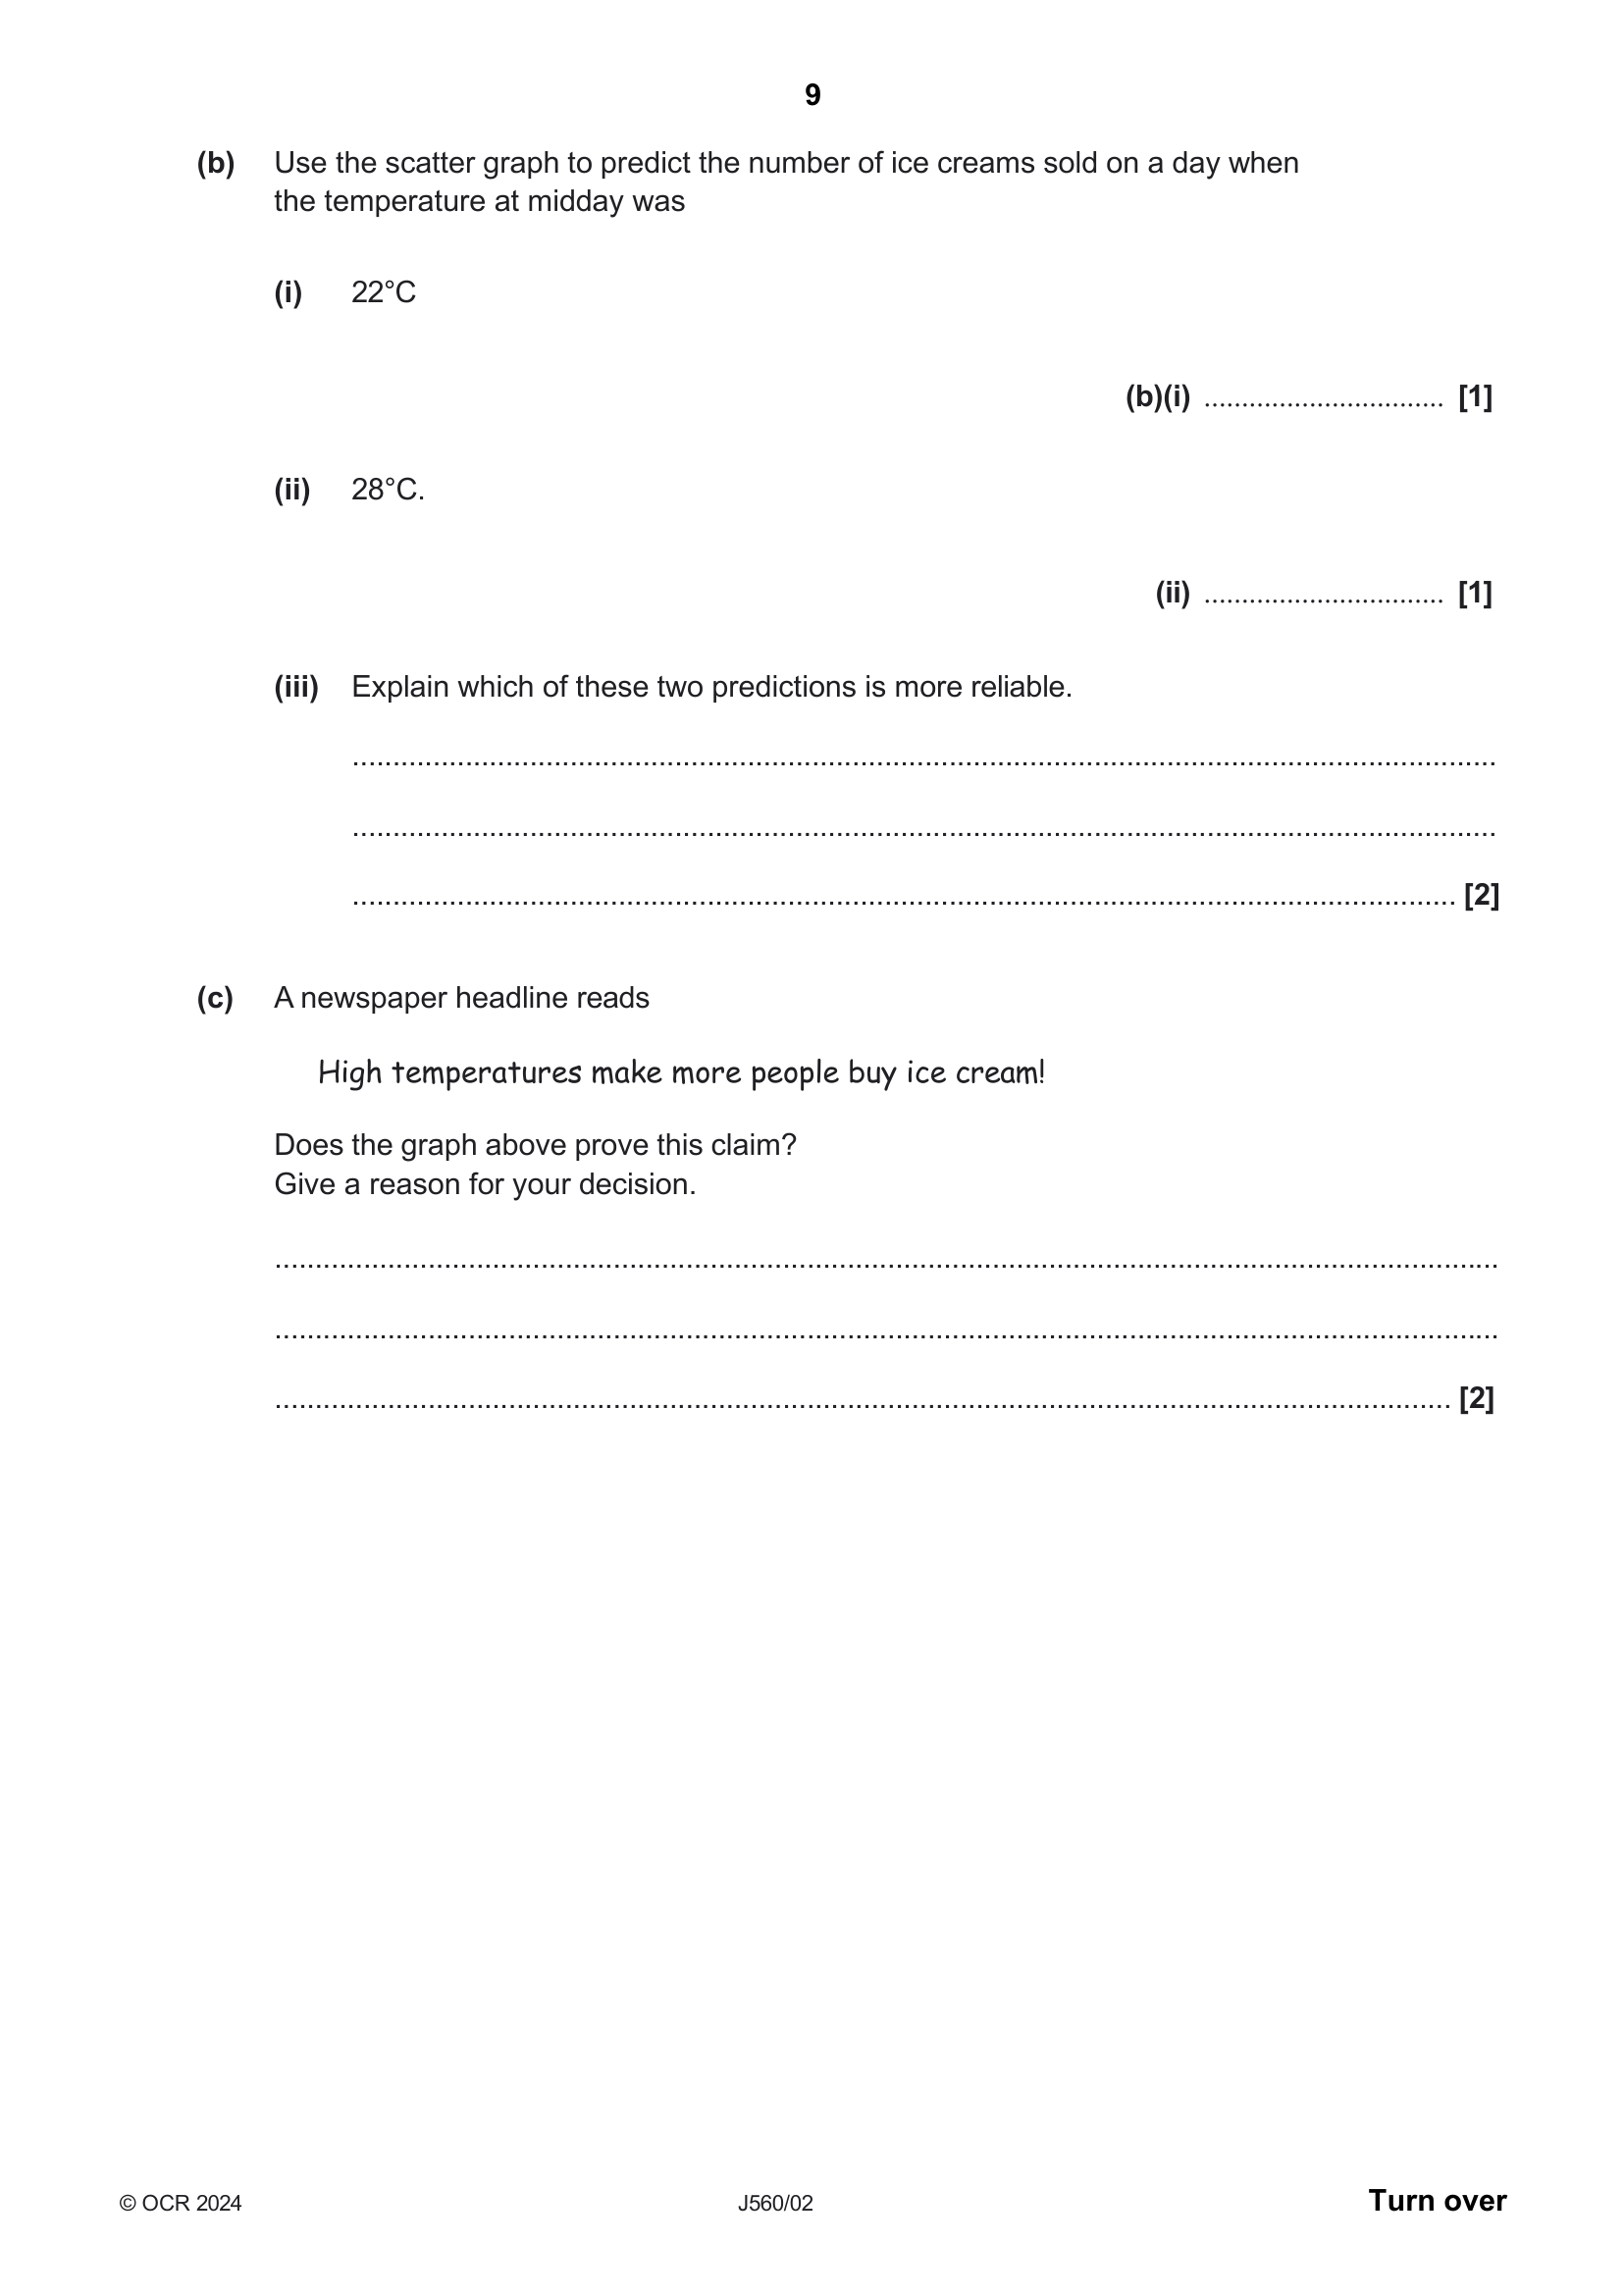 9
(b) Use the scatter graph to predict the number of ice creams sold on a day when
the temperature at midday was
(i) 22°C
(b)(i) ................................ [1]
(ii) 28°C.
(ii) ................................ [1]
(iii) Explain which of these two predictions is more reliable.
..........................................................................................................................................
..........................................................................................................................................
..................................................................................................................................... [2]
(c) A newspaper headline reads
High temperatures make more people buy ice cream!
Does the graph above prove this claim?
Give a reason for your decision.
....................................................................................................................................................
....................................................................................................................................................
.............................................................................................................................................. [2]
© OCR 2024 J560/02 Turn over